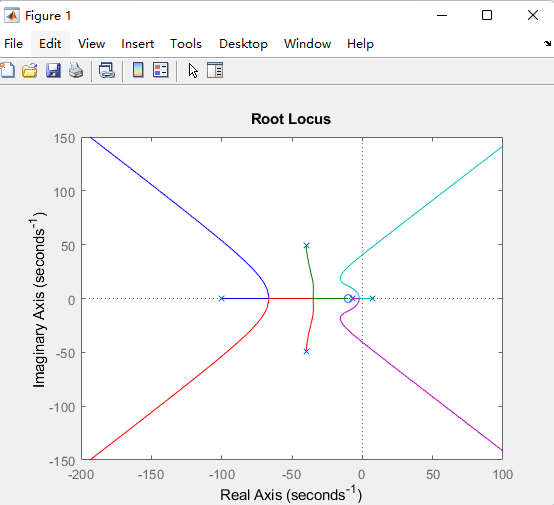 Figure 1
File Edit View Insert Tools Desktop Window Help
Root Locus
Imaginary Axis (seconds⁻¹)
150
100
50
0
-50
-100
-150
-200 -150 -100 -50 0 50 100
Real Axis (seconds⁻¹)